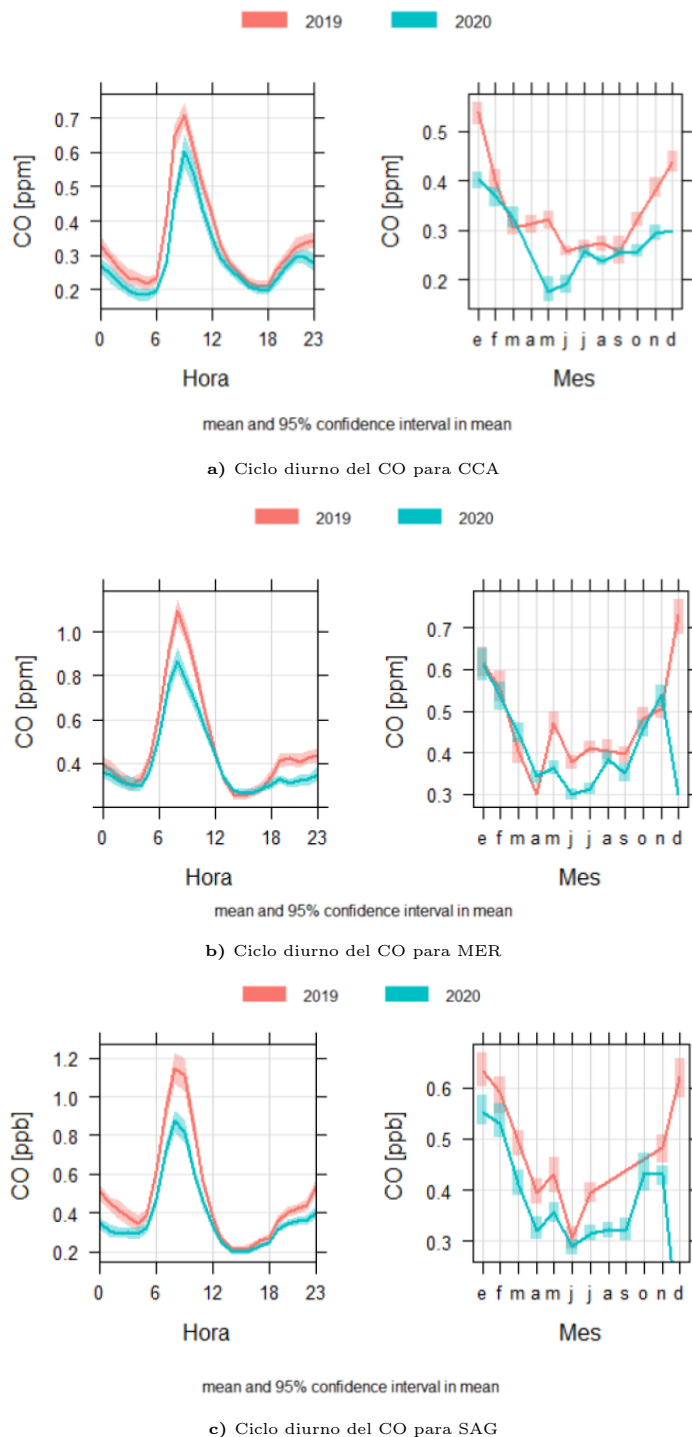 2019 2020
0.7
0.6
0.5
0.4
0.3
0.2
CO [ppm]
0 6 12 18 23
Hora
0.5
0.4
0.3
0.2
CO [ppm]
e f m a m j j a s o n d
Mes
mean and 95% confidence interval in mean
a) Ciclo diurno del CO para CCA
2019 2020
1.0
0.8
0.6
0.4
CO [ppm]
0 6 12 18 23
Hora
0.7
0.6
0.5
0.4
0.3
CO [ppm]
e f m a m j j a s o n d
Mes
mean and 95% confidence interval in mean
b) Ciclo diurno del CO para MER
2019 2020
1.2
1.0
0.8
0.6
0.4
0.2
CO [ppb]
0 6 12 18 23
Hora
0.6
0.5
0.4
0.3
CO [ppb]
e f m a m j j a s o n d
Mes
mean and 95% confidence interval in mean
c) Ciclo diurno del CO para SAG